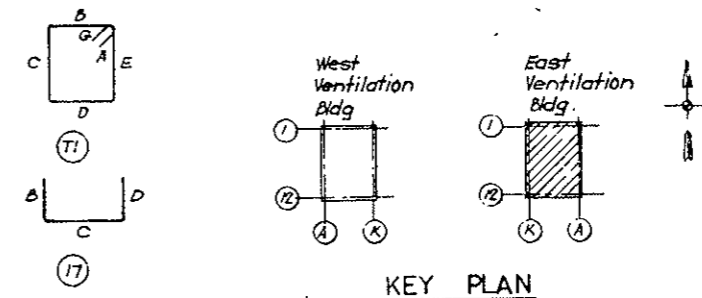 B
G
A
C
E
D
T1
B
D
C
17
West
Ventilation
Bldg
1
12
A
K
East
Ventilation
Bldg.
1
12
K
A
KEY PLAN